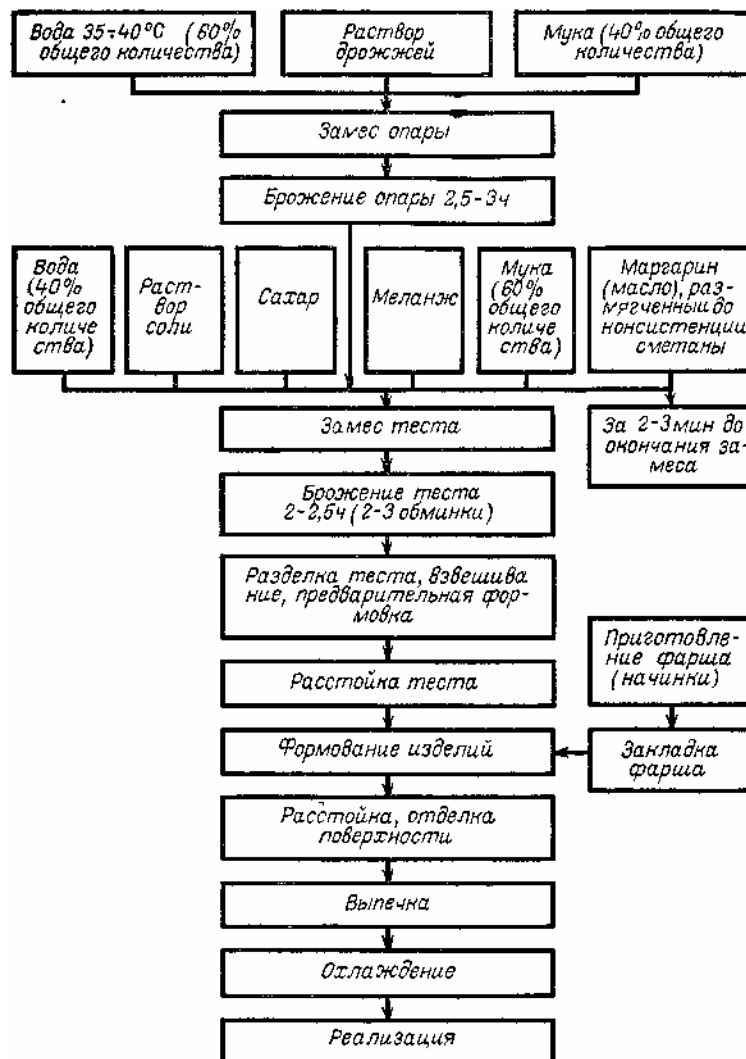 Вода 35÷40°С (60%
общего количества)
Раствор
дрожжей
Мука (40% общего
количества)
Замес опары
Брожение опары 2,5-3ч
Вода
(40%
общего
количе
ства)
Раст-
вор
соли
Сахар
Меланж
Мука
(60%
общего
количе
ства)
Маргарин
(масло), раз-
мягченный до
консистенции
сметаны
Замес теста
За 2-3мин до
окончания за-
меса
Брожение теста
2-2,5ч (2-3 обминки)
Разделка теста, взвешива
ние, предварительная фор-
мовка
Приготовле-
ние фарша
(начинки)
Расстойка теста
Формование изделий
Закладка
фарша
Расстойка, отделка
поверхности
Выпечка
Охлаждение
Реализация